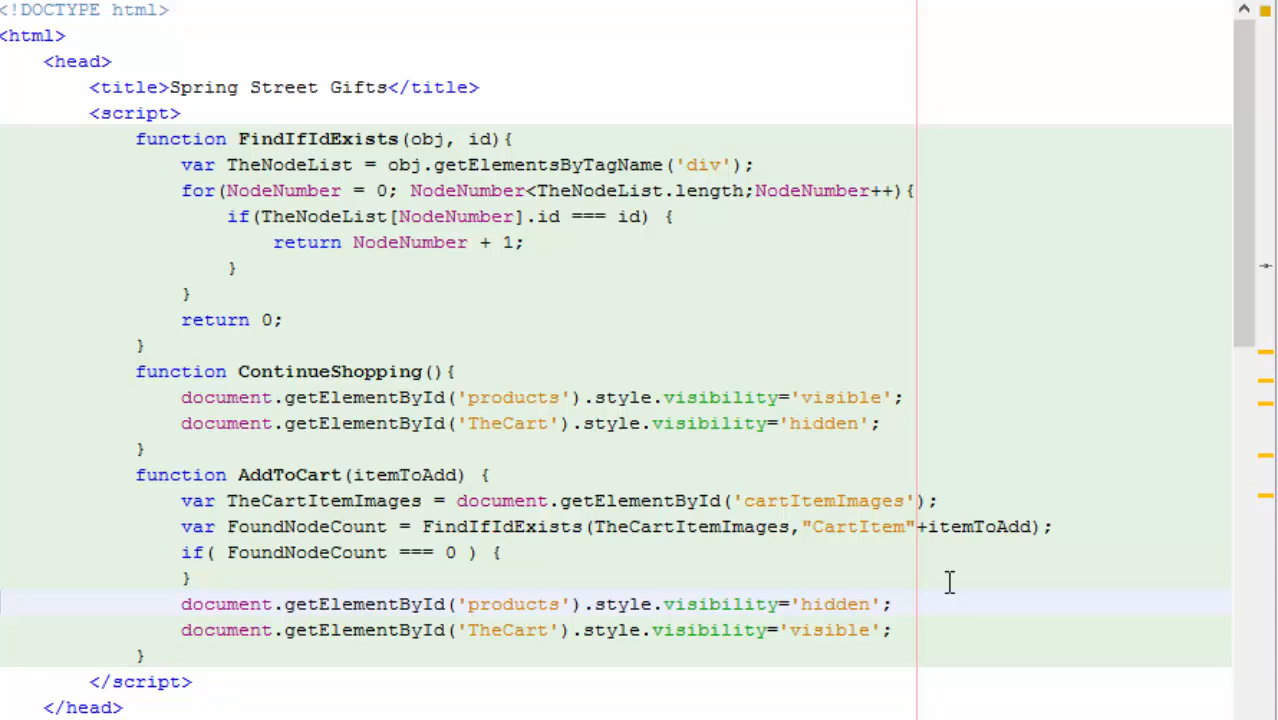 <!DOCTYPE html>
<html>
<head>
<title>Spring Street Gifts</title>
<script>
function FindIfIdExists(obj, id){
var TheNodeList = obj.getElementsByTagName('div');
for(NodeNumber = 0; NodeNumber<TheNodeList.length;NodeNumber++){
if(TheNodeList[NodeNumber].id === id) {
return NodeNumber + 1;
}
}
return 0;
}
function ContinueShopping(){
document.getElementById('products').style.visibility='visible';
document.getElementById('TheCart').style.visibility='hidden';
}
function AddToCart(itemToAdd) {
var TheCartItemImages = document.getElementById('cartItemImages');
var FoundNodeCount = FindIfIdExists(TheCartItemImages,"CartItem"+itemToAdd);
if( FoundNodeCount === 0 ) {
}
document.getElementById('products').style.visibility='hidden';
document.getElementById('TheCart').style.visibility='visible';
}
</script>
</head>